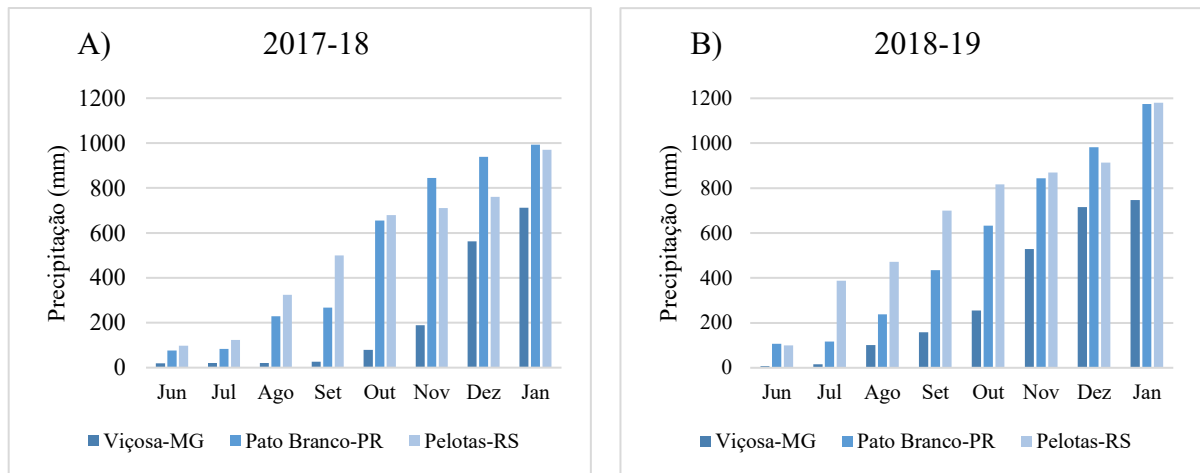 A) 2017-18
Precipitação (mm)
1200
1000
800
600
400
200
0
Jun Jul Ago Set Out Nov Dez Jan
Viçosa-MG Pato Branco-PR Pelotas-RS
B) 2018-19
Precipitação (mm)
1200
1000
800
600
400
200
0
Jun Jul Ago Set Out Nov Dez Jan
Viçosa-MG Pato Branco-PR Pelotas-RS